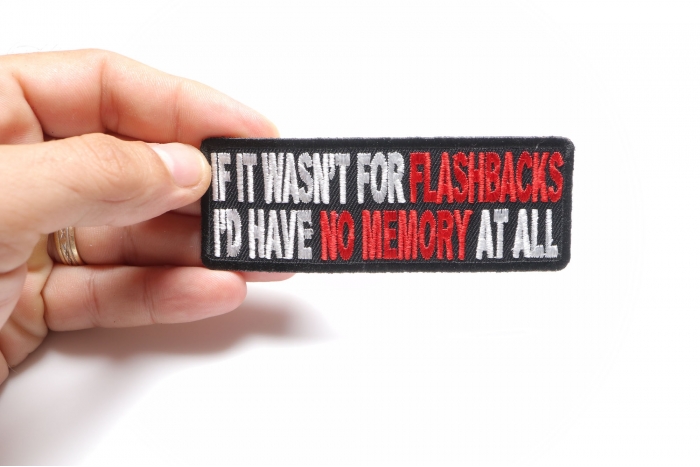 IF IT WASN'T FOR FLASHBACKS
I'D HAVE NO MEMORY AT ALL